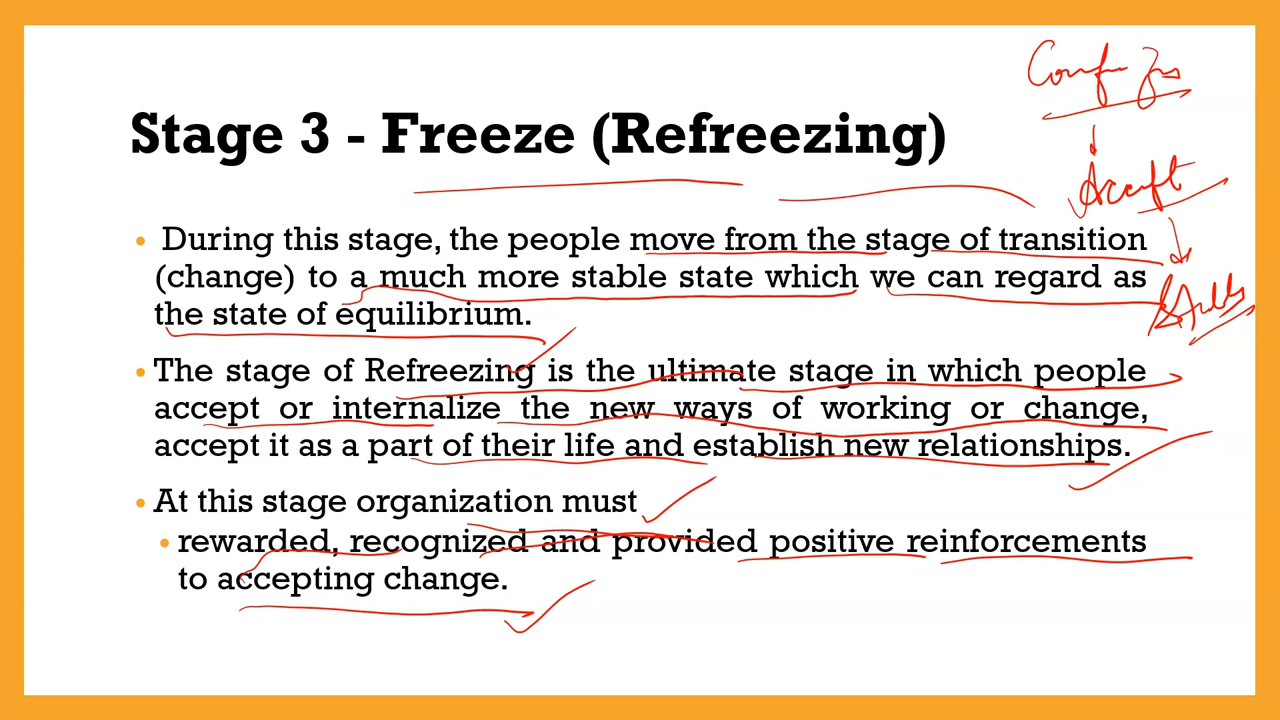 Stage 3 - Freeze (Refreezing)
• During this stage, the people move from the stage of transition
(change) to a much more stable state which we can regard as
the state of equilibrium.
• The stage of Refreezing is the ultimate stage in which people
accept or internalize the new ways of working or change,
accept it as a part of their life and establish new relationships.
• At this stage organization must
• rewarded, recognized and provided positive reinforcements
to accepting change.
Accept